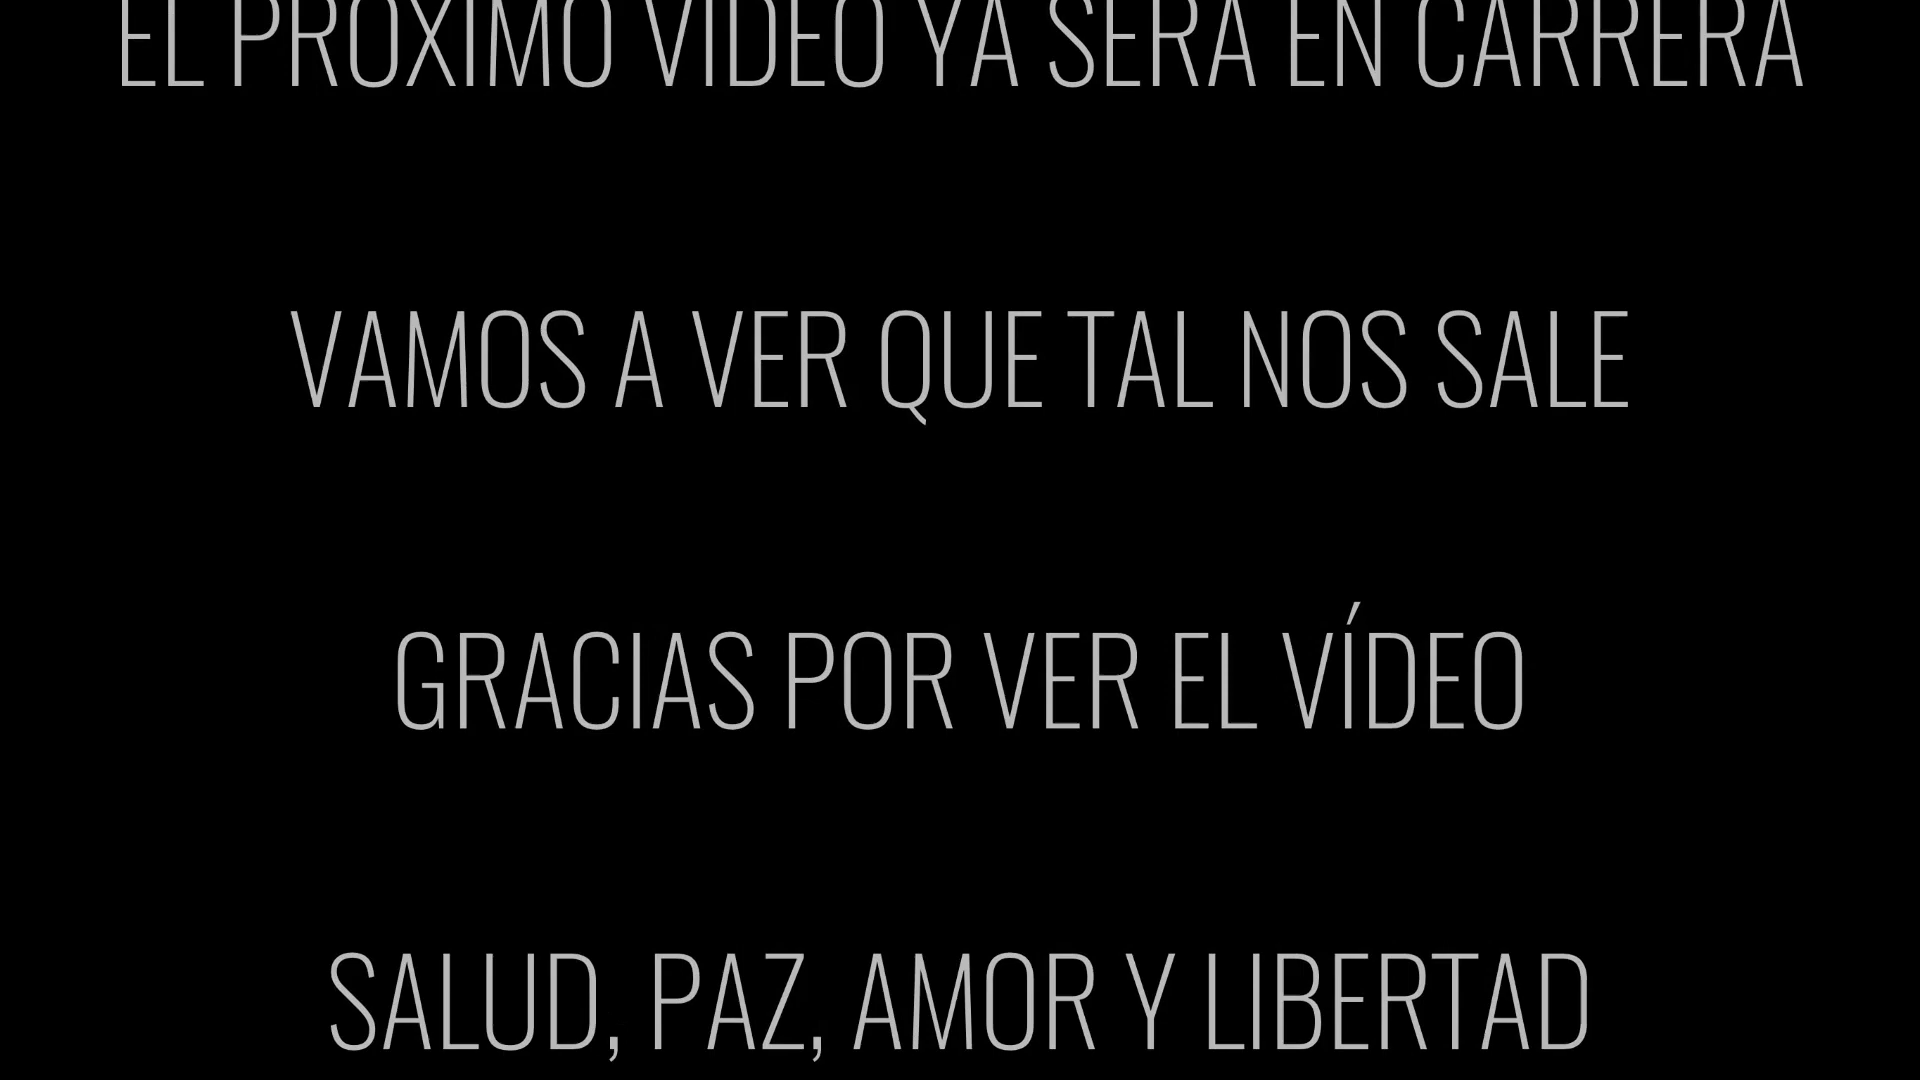 EL PROXIMO VIDEO YA SERA EN CARRERA
VAMOS A VER QUE TAL NOS SALE
GRACIAS POR VER EL VÍDEO
SALUD, PAZ, AMOR Y LIBERTAD